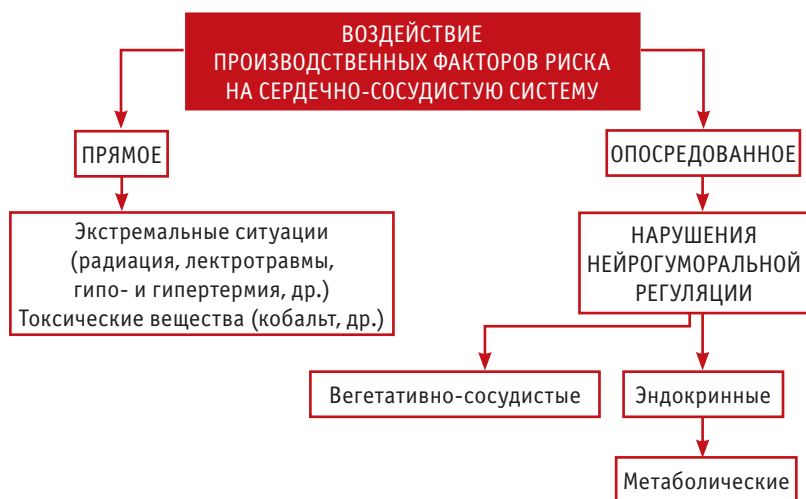 ВОЗДЕЙСТВИЕ
ПРОИЗВОДСТВЕННЫХ ФАКТОРОВ РИСКА
НА СЕРДЕЧНО-СОСУДИСТУЮ СИСТЕМУ
ПРЯМОЕ
ОПОСРЕДОВАННОЕ
Экстремальные ситуации
(радиация, лектротравмы,
гипо- и гипертермия, др.)
Токсические вещества (кобальт, др.)
НАРУШЕНИЯ
НЕЙРОГУМОРАЛЬНОЙ
РЕГУЛЯЦИИ
Вегетативно-сосудистые
Эндокринные
Метаболические